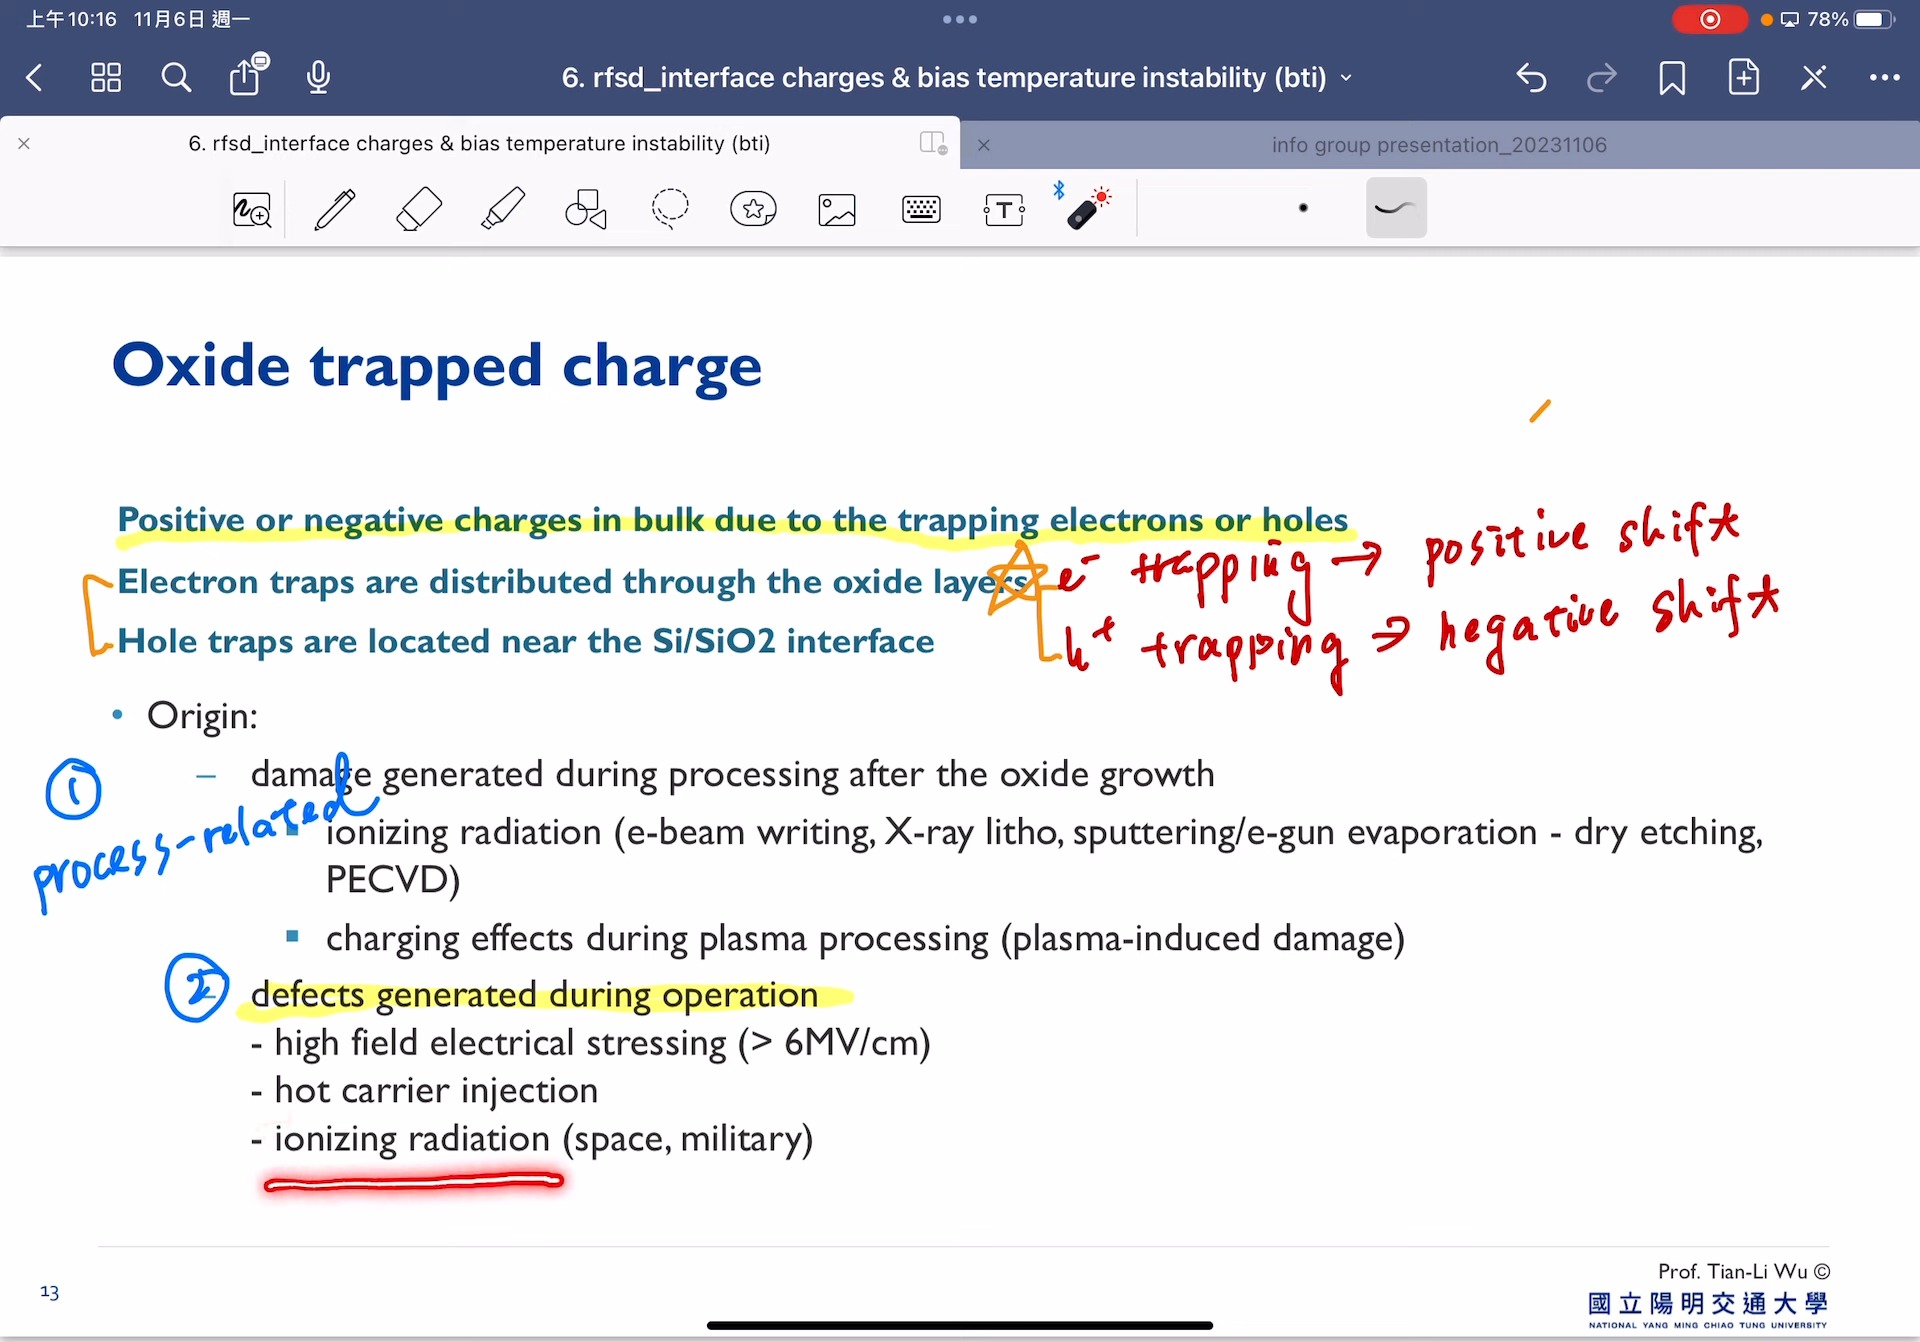 上午10:16 11月6日 週一
78%
6. rfsd_interface charges & bias temperature instability (bti)
6. rfsd_interface charges & bias temperature instability (bti)
info group presentation_20231106
T
Oxide trapped charge
Positive or negative charges in bulk due to the trapping electrons or holes
Electron traps are distributed through the oxide layers
e⁻ trapping → positive shift
Hole traps are located near the Si/SiO2 interface
h⁺ trapping → negative shift
• Origin:
① process-related
– damage generated during processing after the oxide growth
▪ ionizing radiation (e-beam writing, X-ray litho, sputtering/e-gun evaporation - dry etching,
PECVD)
▪ charging effects during plasma processing (plasma-induced damage)
② defects generated during operation
- high field electrical stressing (> 6MV/cm)
- hot carrier injection
- ionizing radiation (space, military)
13
Prof. Tian-Li Wu ©
國立陽明交通大學
NATIONAL YANG MING CHIAO TUNG UNIVERSITY